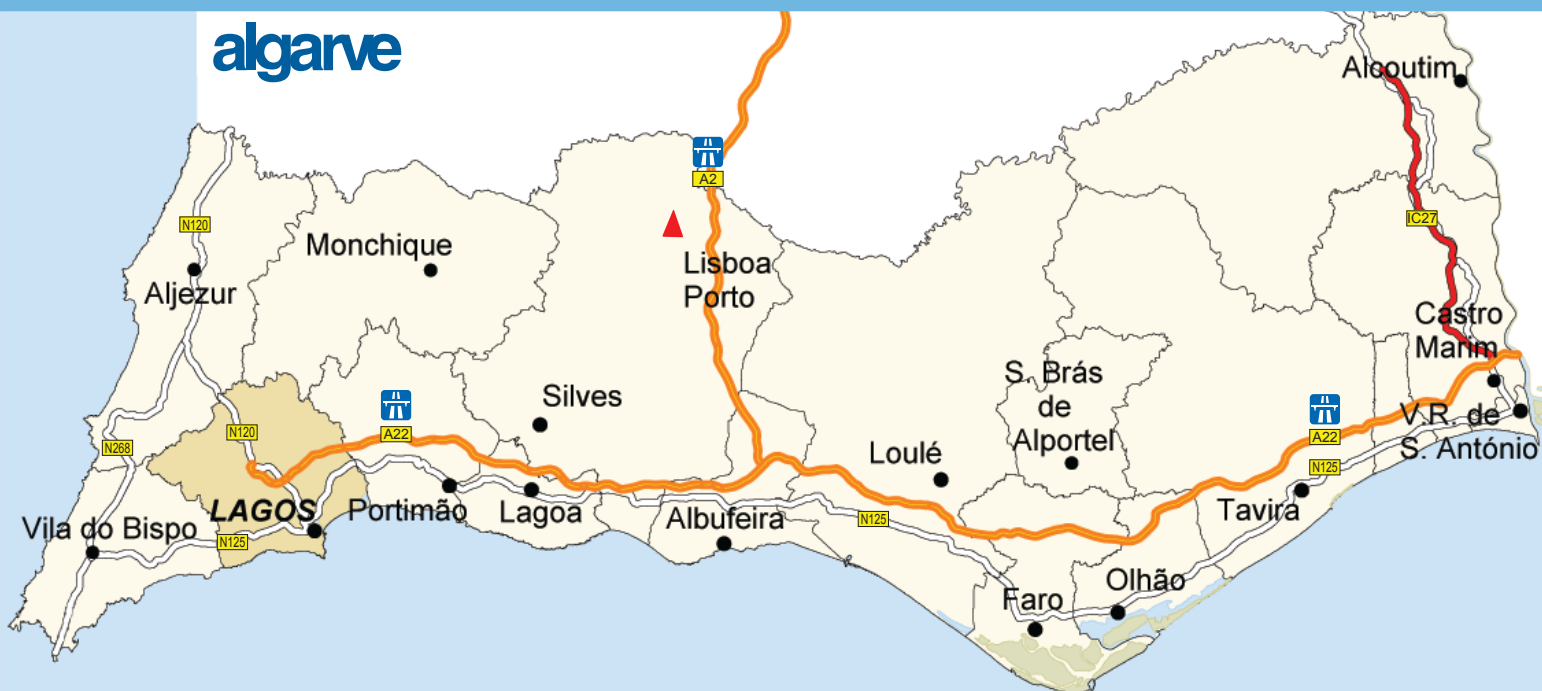 algarve
Alcoutim
A2
N120
IC27
Monchique
Lisboa
Porto
Aljezur
Castro
Marim
S. Brás
de
Alportel
Silves
A22
N120
V.R. de
S. António
A22
N268
Loulé
N125
LAGOS
Portimão
Lagoa
Albufeira
N125
Tavira
Vila do Bispo
N125
Olhão
Faro